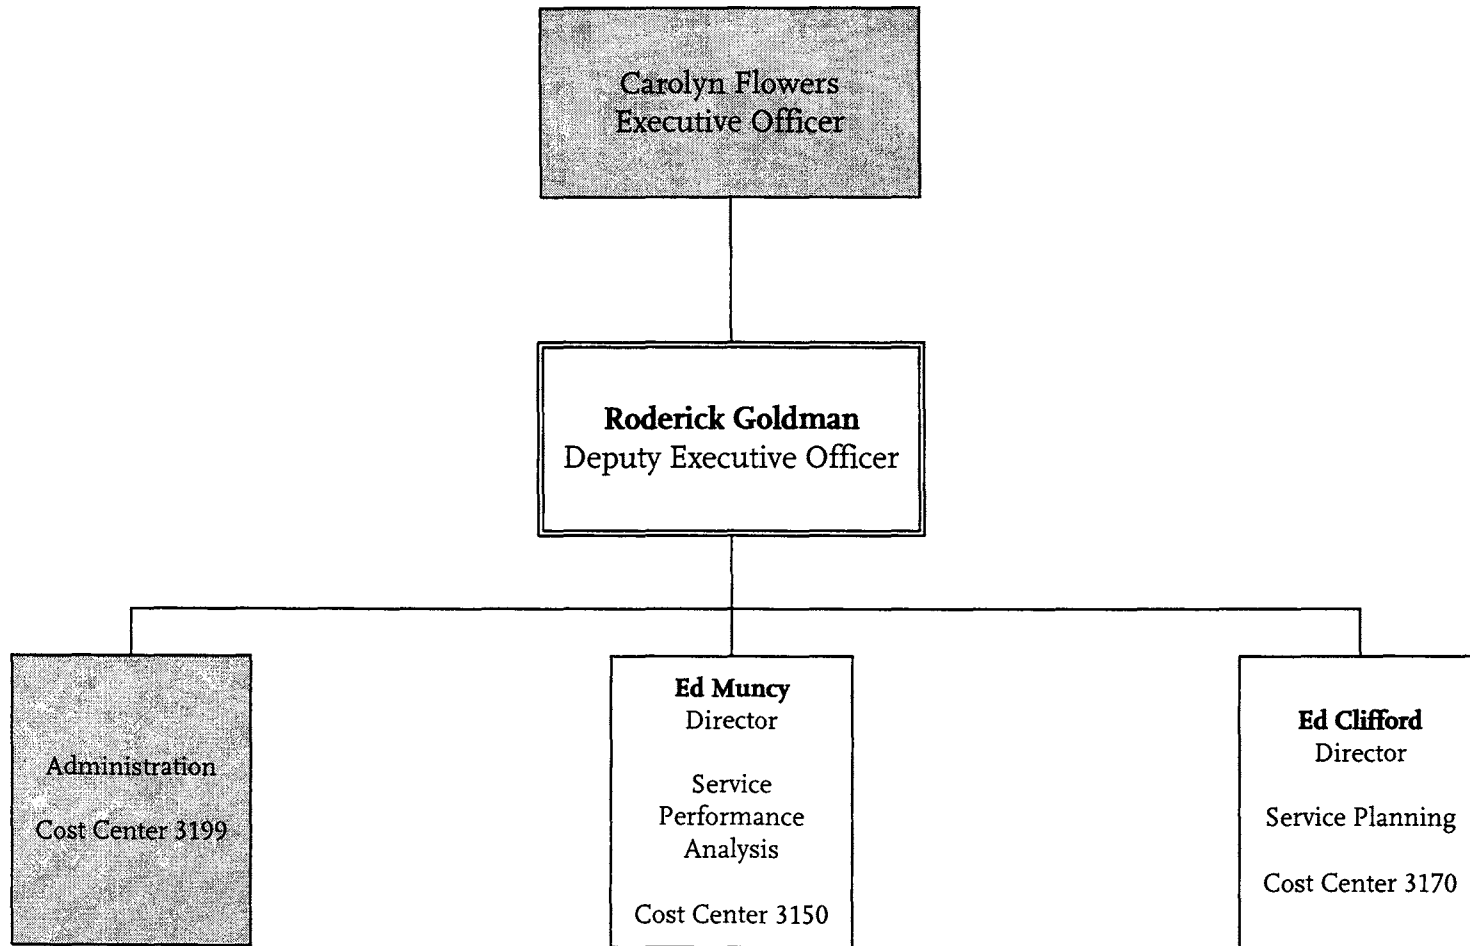 Carolyn Flowers
Executive Officer
Roderick Goldman
Deputy Executive Officer
Administration
Cost Center 3199
Ed Muncy
Director
Service
Performance
Analysis
Cost Center 3150
Ed Clifford
Director
Service Planning
Cost Center 3170